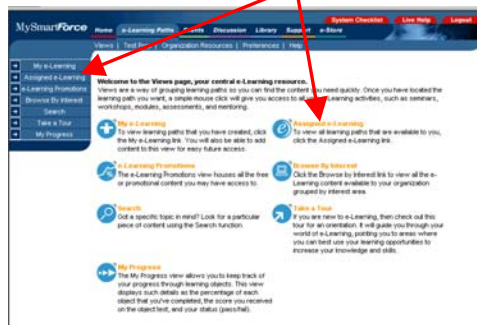 System Checklist Live Help Logout
MySmartForce
Home e-Learning Paths Events Discussion Library Support e-Store
Views | Test Prep | Organization Resources | Preferences | Help
My e-Learning
Assigned e-Learning
e-Learning Promotions
Browse By Interest
Search
Take a Tour
My Progress
Welcome to the Views page, your central e-Learning resource.
Views are a way of grouping learning paths so you can find the content you need quickly. Once you have located the
learning path you want, a simple mouse click will give you access to all e-Learning activities, such as seminars,
workshops, modules, assessments, and mentoring.
My e-Learning
To view learning paths that you have created, click
the My e-Learning link. You will also be able to add
content to this view for easy future access.
Assigned e-Learning
To view all learning paths that are available to you,
click the Assigned e-Learning link.
e-Learning Promotions
The e-Learning Promotions view houses all the free
or promotional content you may have access to.
Browse By Interest
Click the Browse by Interest link to view all the e-
Learning content available to your organization
grouped by interest area.
Search
Got a specific topic in mind? Look for a particular
piece of content using the Search function.
Take a Tour
If you are new to e-Learning, then check out this
tour for an orientation. It will guide you through your
world of e-Learning, pointing you to areas where
you can best use your learning opportunities to
increase your knowledge and skills.
My Progress
The My Progress view allows you to keep track of
your progress through learning objects. This view
displays such details as the percentage of each
object that you've completed, the score you received
on the object test, and your status (pass/fail).